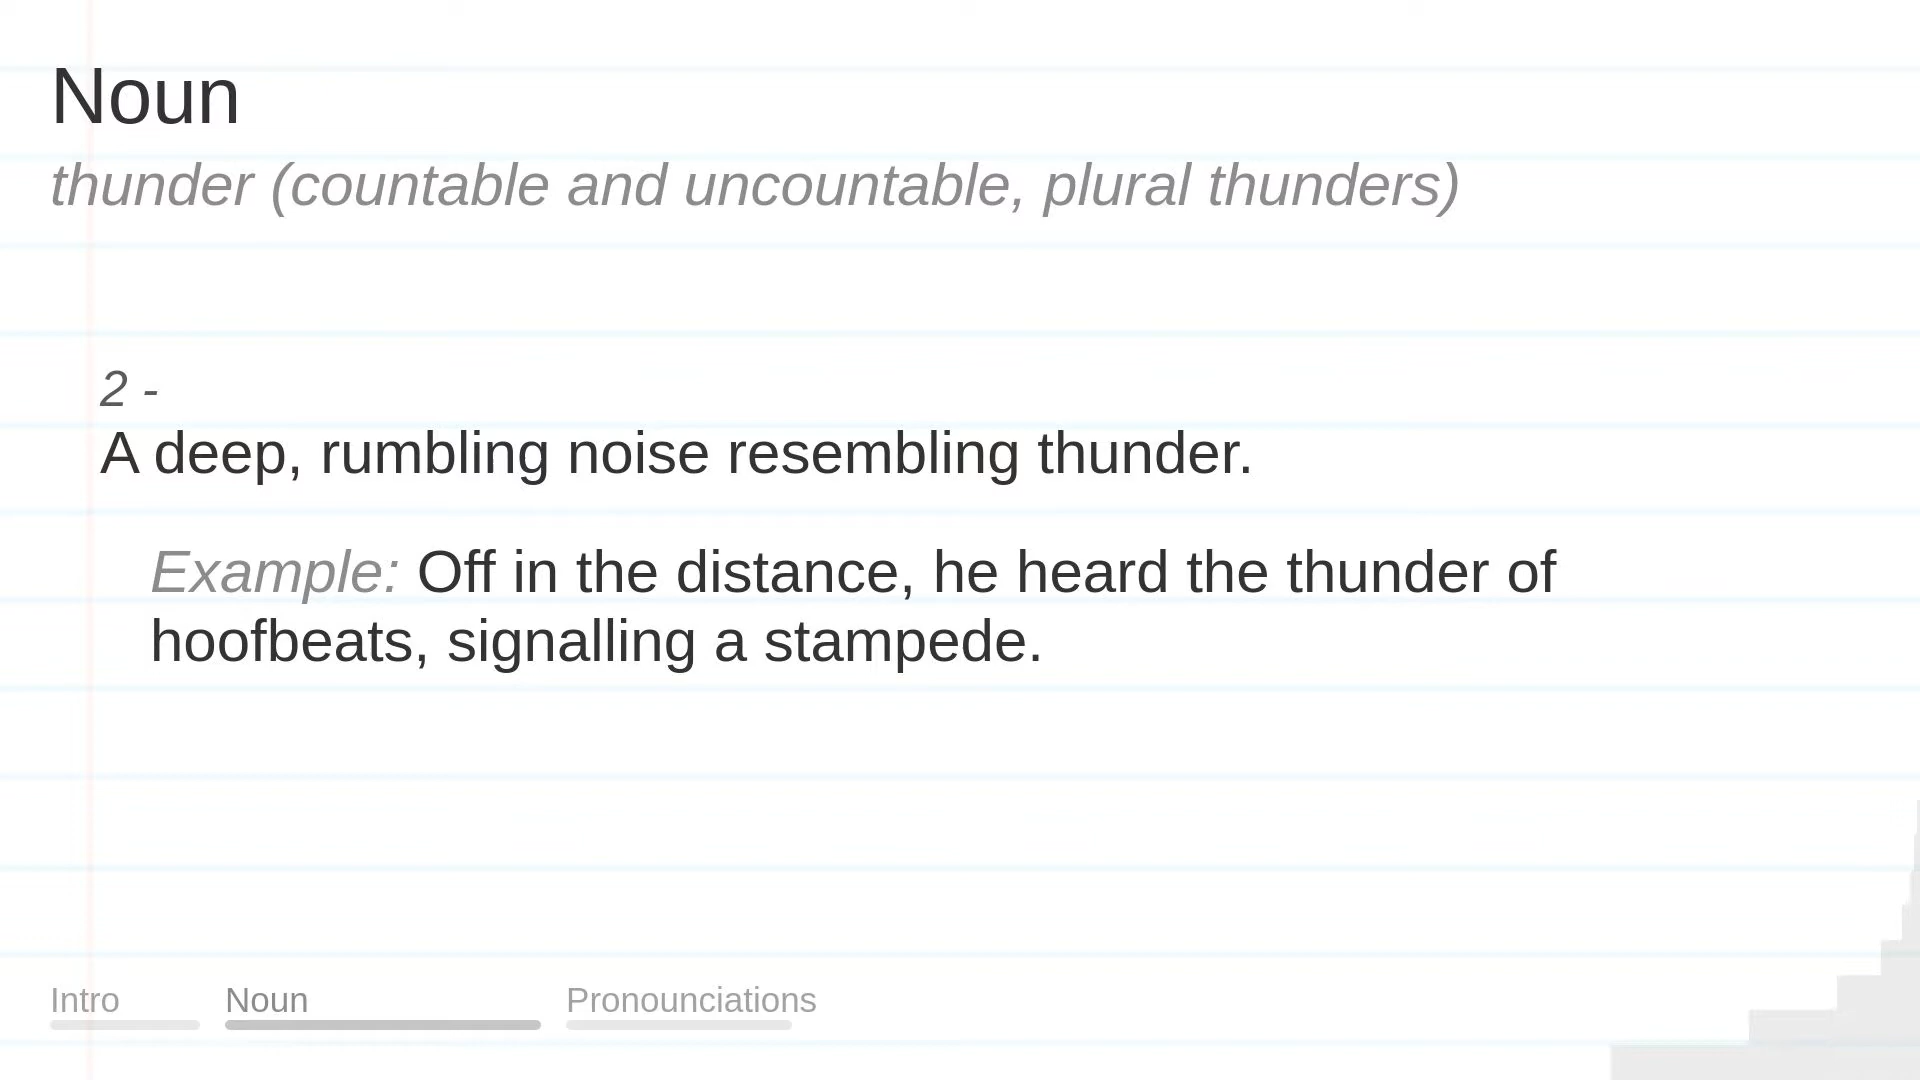 Noun
thunder (countable and uncountable, plural thunders)
2 -
A deep, rumbling noise resembling thunder.
Example: Off in the distance, he heard the thunder of
hoofbeats, signalling a stampede.
Intro
Noun
Pronounciations